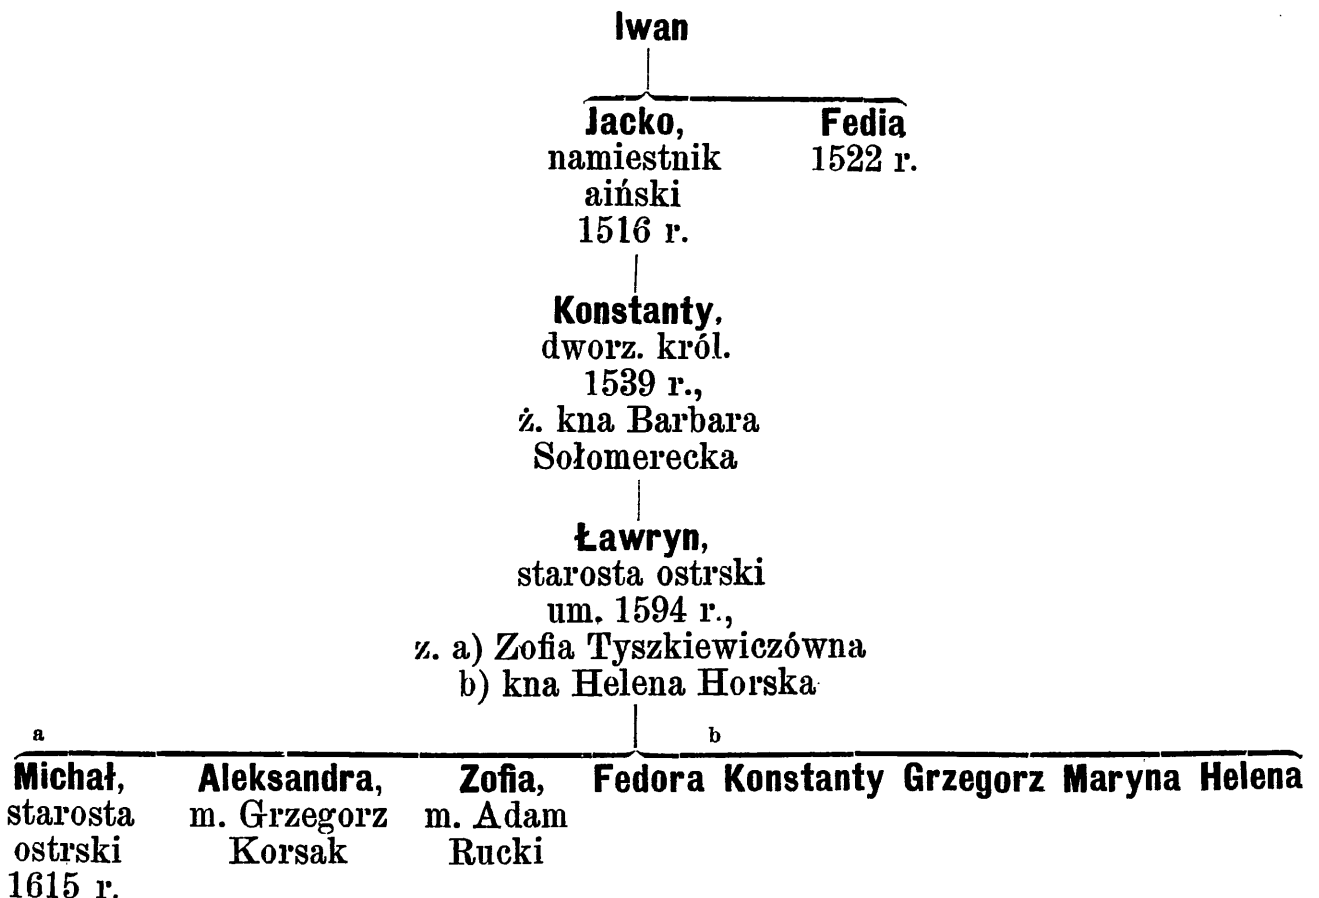 Iwan
Jacko, Fedią
namiestnik 1522 r.
aiński
1516 r.
Konstanty,
dworz. król.
1539 r.,
ż. kna Barbara
Sołomerecka
Ławryn,
starosta ostrski
um. 1594 r.,
z. a) Zofia Tyszkiewiczówna
b) kna Helena Horska
a b
Michał, Aleksandra, Zofia, Fedora Konstanty Grzegorz Maryna Helena
starosta m. Grzegorz m. Adam
ostrski Korsak Rucki
1615 r.